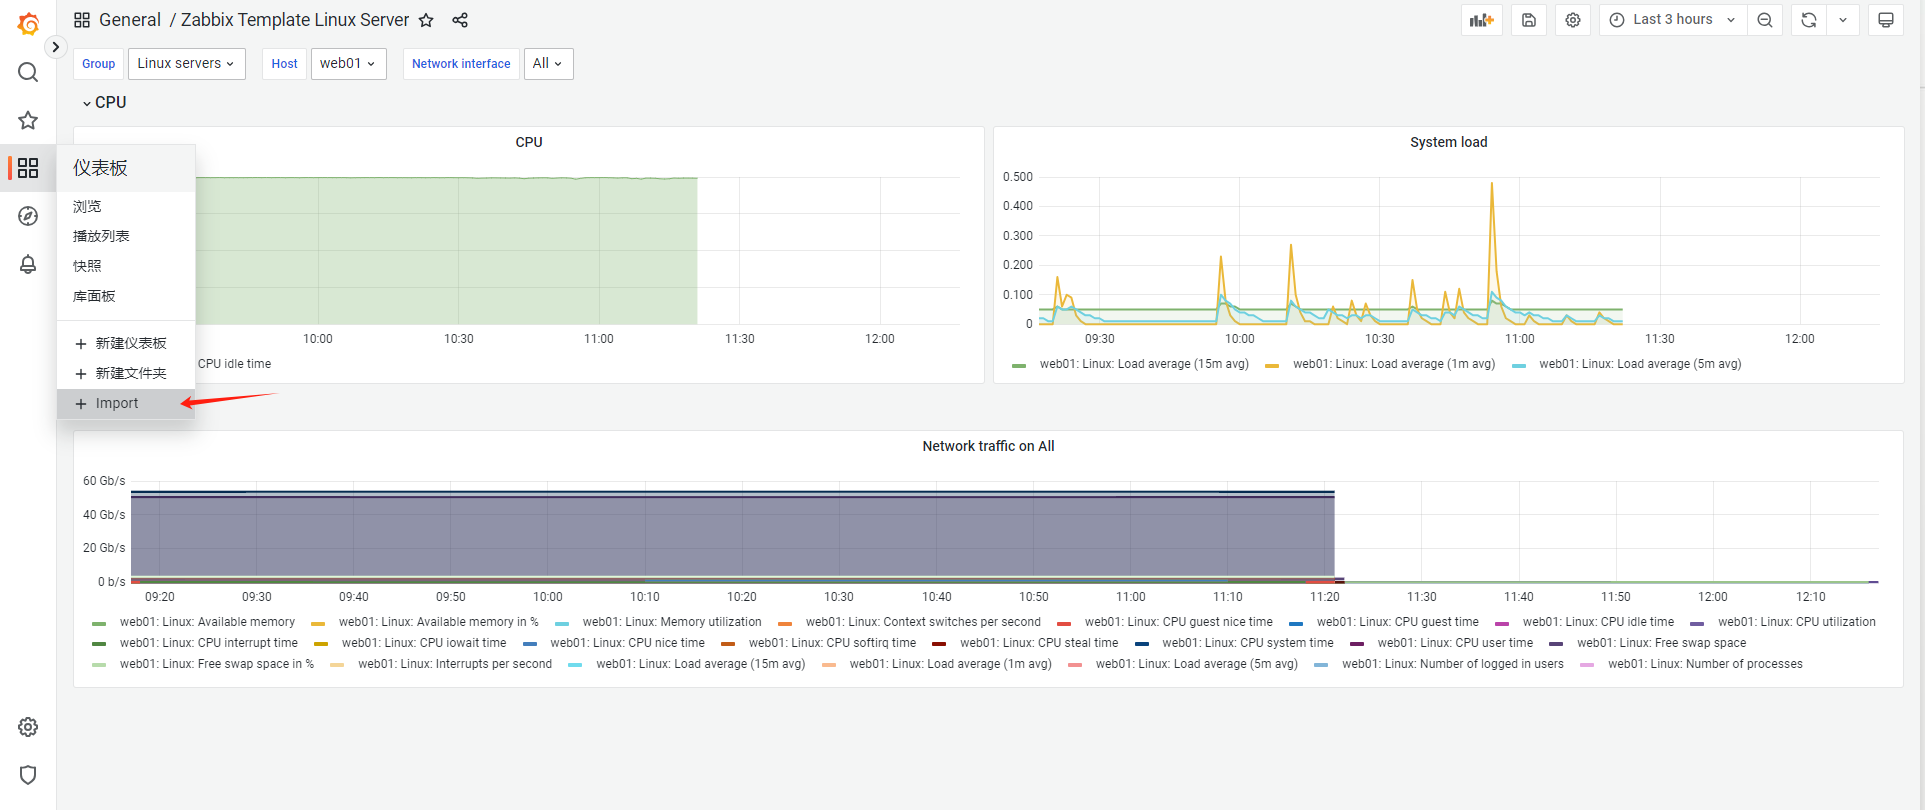 General / Zabbix Template Linux Server
Last 3 hours
Group Linux servers Host web01 Network interface All
CPU
CPU
10:00 10:30 11:00 11:30 12:00
CPU idle time
System load
0.500
0.400
0.300
0.200
0.100
0
09:30 10:00 10:30 11:00 11:30 12:00
web01: Linux: Load average (15m avg) web01: Linux: Load average (1m avg) web01: Linux: Load average (5m avg)
仪表板
浏览
播放列表
快照
库面板
+ 新建仪表板
+ 新建文件夹
+ Import
Network traffic on All
60 Gb/s
40 Gb/s
20 Gb/s
0 b/s
09:20 09:30 09:40 09:50 10:00 10:10 10:20 10:30 10:40 10:50 11:00 11:10 11:20 11:30 11:40 11:50 12:00 12:10
web01: Linux: Available memory web01: Linux: Available memory in % web01: Linux: Memory utilization web01: Linux: Context switches per second web01: Linux: CPU guest nice time web01: Linux: CPU guest time web01: Linux: CPU idle time web01: Linux: CPU utilization
web01: Linux: CPU interrupt time web01: Linux: CPU iowait time web01: Linux: CPU nice time web01: Linux: CPU softirq time web01: Linux: CPU steal time web01: Linux: CPU system time web01: Linux: CPU user time web01: Linux: Free swap space
web01: Linux: Free swap space in % web01: Linux: Interrupts per second web01: Linux: Load average (15m avg) web01: Linux: Load average (1m avg) web01: Linux: Load average (5m avg) web01: Linux: Number of logged in users web01: Linux: Number of processes